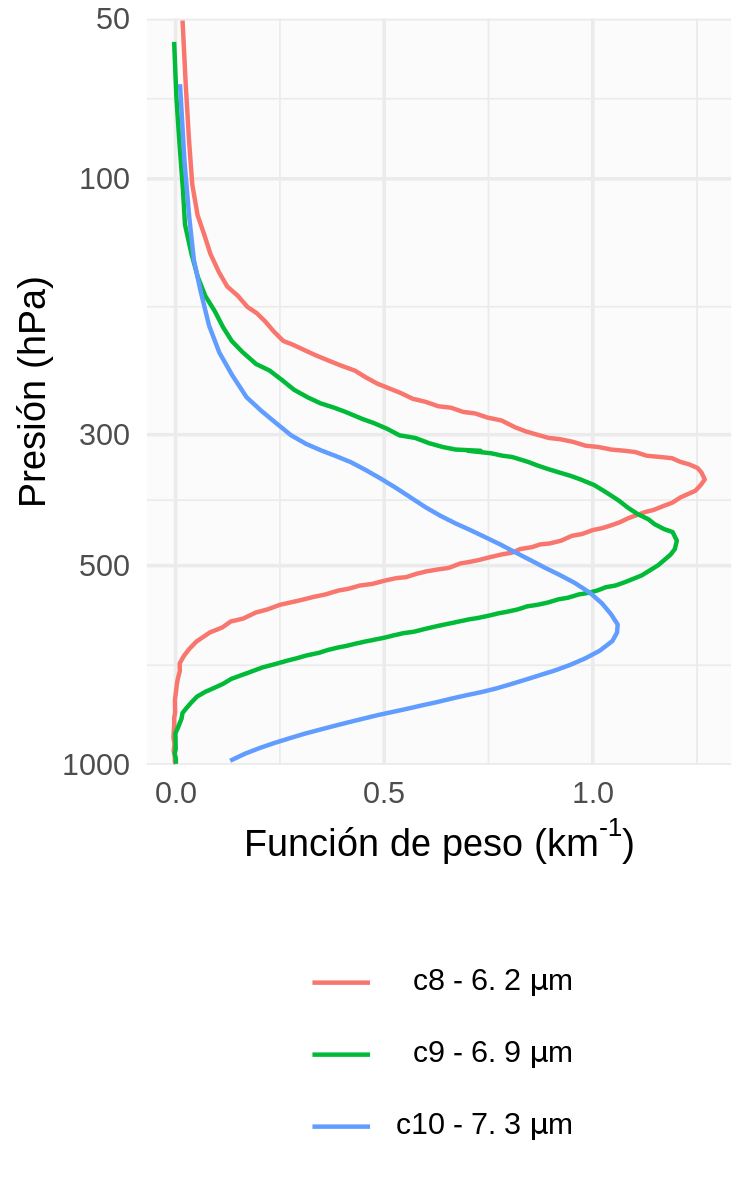 50
100
300
500
1000
Presión (hPa)
0.0 0.5 1.0
Función de peso (km-1)
c8 - 6. 2 µm
c9 - 6. 9 µm
c10 - 7. 3 µm